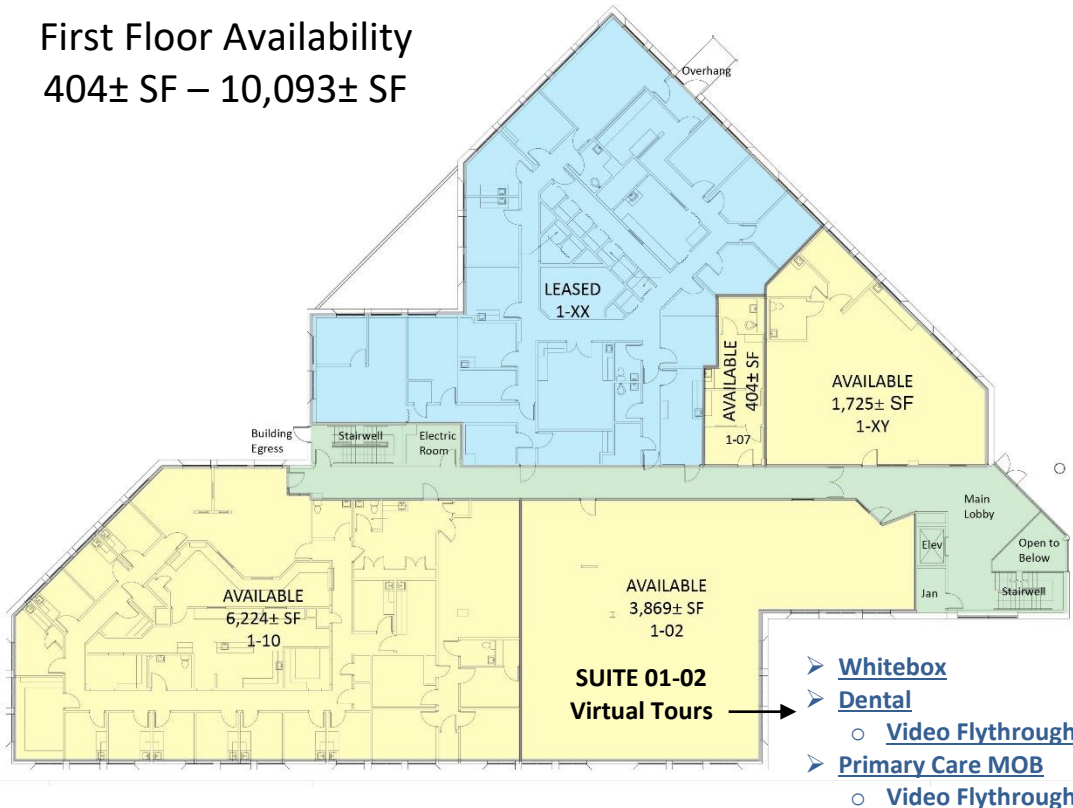 First Floor Availability
404± SF – 10,093± SF
Overhang
LEASED
1-XX
AVAILABLE
404± SF
1-07
AVAILABLE
1,725± SF
1-XY
Building
Egress
Stairwell
Electric
Room
Main
Lobby
Elev
Open to
Below
Jan
Stairwell
AVAILABLE
6,224± SF
1-10
AVAILABLE
3,869± SF
1-02
SUITE 01-02
Virtual Tours
➢ Whitebox
➢ Dental
o Video Flythrough
➢ Primary Care MOB
o Video Flythrough